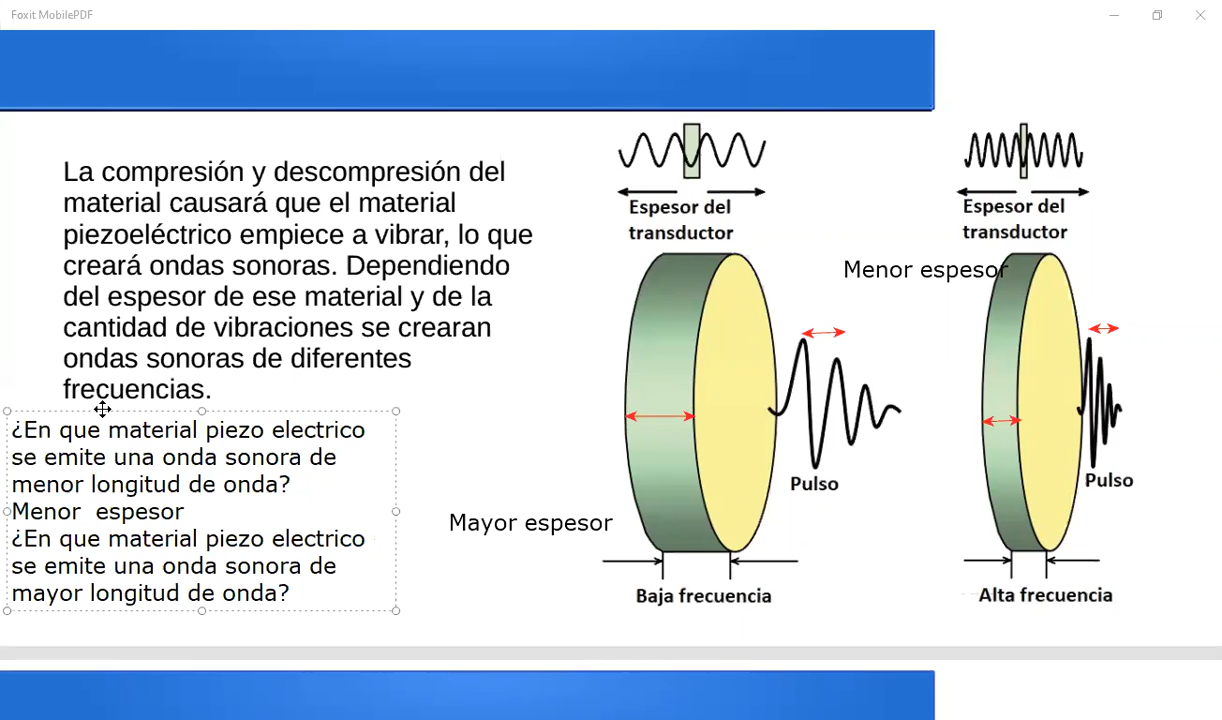 Foxit MobilePDF
La compresión y descompresión del
material causará que el material
piezoeléctrico empiece a vibrar, lo que
creará ondas sonoras. Dependiendo
del espesor de ese material y de la
cantidad de vibraciones se crearan
ondas sonoras de diferentes
frecuencias.
¿En que material piezo electrico
se emite una onda sonora de
menor longitud de onda?
Menor  espesor
¿En que material piezo electrico
se emite una onda sonora de
mayor longitud de onda?
Espesor del
transductor
Mayor espesor
Pulso
Baja frecuencia
Espesor del
transductor
Menor espesor
Pulso
Alta frecuencia